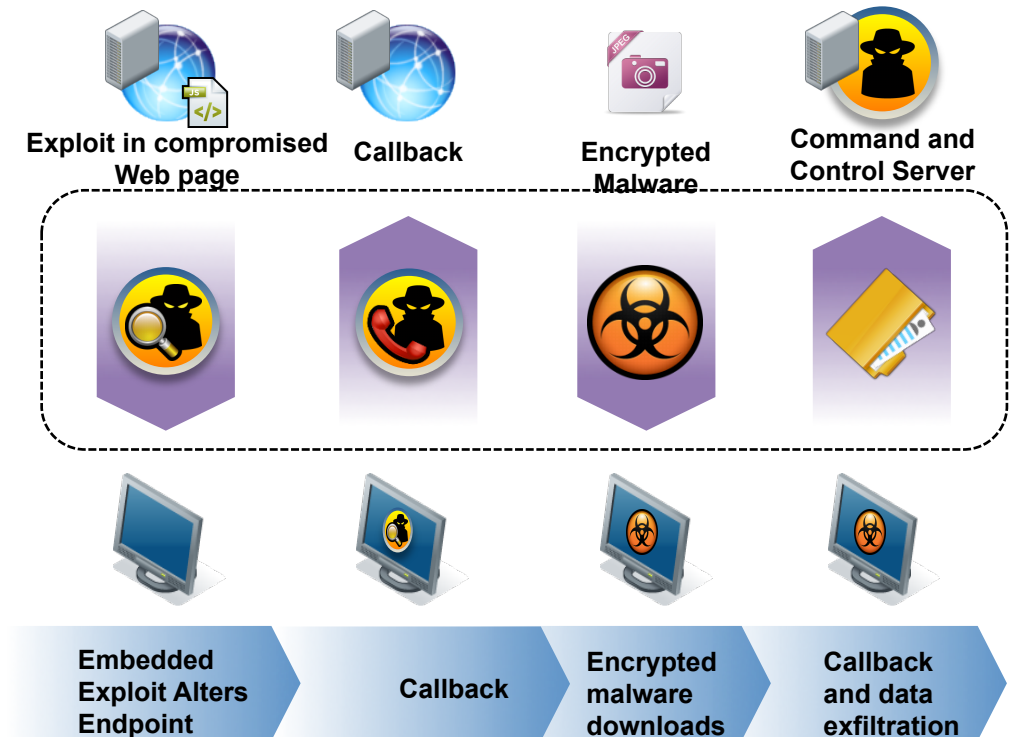 JS
</>
JPEG
Exploit in compromised
Web page
Callback
Encrypted
Malware
Command and
Control Server
Embedded
Exploit Alters
Endpoint
Callback
Encrypted
malware
downloads
Callback
and data
exfiltration